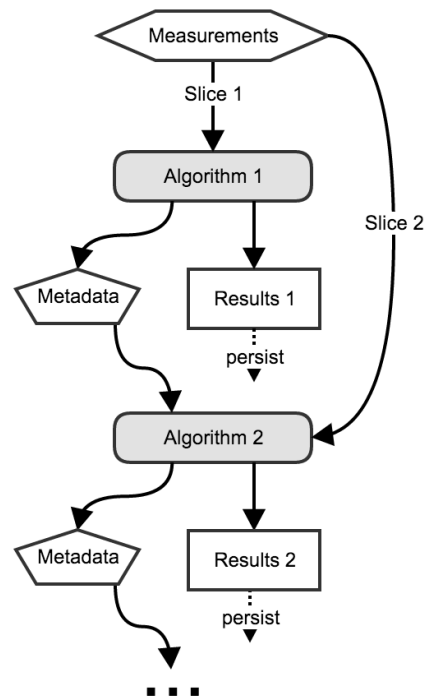 Measurements
Slice 1
Algorithm 1
Slice 2
Metadata
Results 1
persist
Algorithm 2
Metadata
Results 2
persist
...